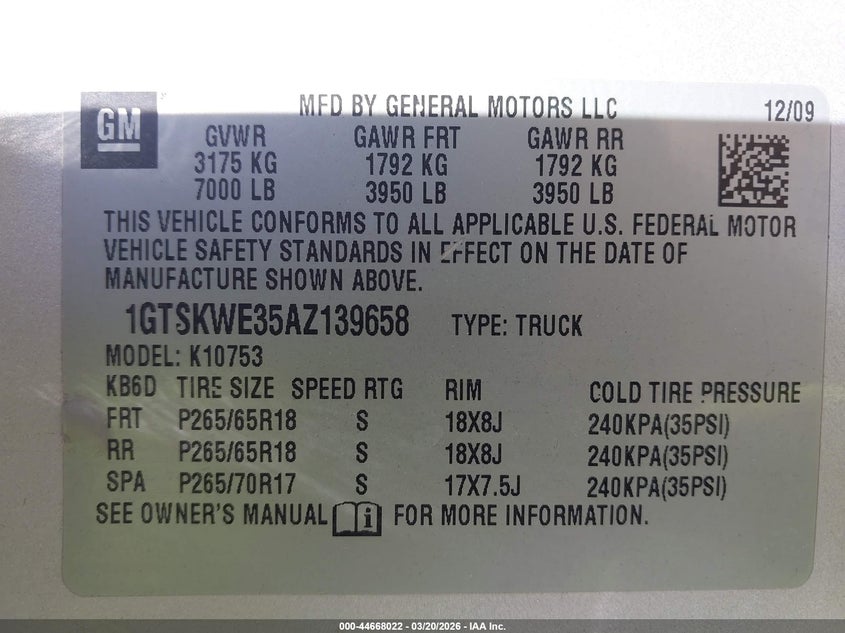 GM
MFD BY GENERAL MOTORS LLC 12/09
GVWR GAWR FRT GAWR RR
3175 KG 1792 KG 1792 KG
7000 LB 3950 LB 3950 LB
THIS VEHICLE CONFORMS TO ALL APPLICABLE U.S. FEDERAL MOTOR
VEHICLE SAFETY STANDARDS IN EFFECT ON THE DATE OF
MANUFACTURE SHOWN ABOVE.
1GTSKWE35AZ139658 TYPE: TRUCK
MODEL: K10753
KB6D TIRE SIZE SPEED RTG RIM COLD TIRE PRESSURE
FRT P265/65R18 S 18X8J 240KPA(35PSI)
RR P265/65R18 S 18X8J 240KPA(35PSI)
SPA P265/70R17 S 17X7.5J 240KPA(35PSI)
SEE OWNER'S MANUAL i FOR MORE INFORMATION.
000-44668022 - 03/20/2026 - IAA Inc.